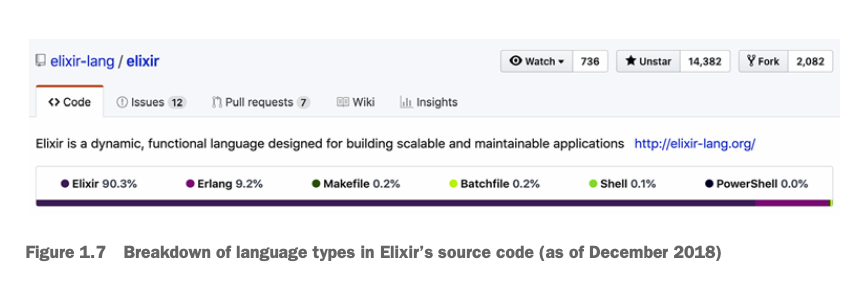 elixir-lang / elixir
Watch 736 Unstar 14,382 Fork 2,082
<> Code Issues 12 Pull requests 7 Wiki Insights
Elixir is a dynamic, functional language designed for building scalable and maintainable applications http://elixir-lang.org/
Elixir 90.3% Erlang 9.2% Makefile 0.2% Batchfile 0.2% Shell 0.1% PowerShell 0.0%
Figure 1.7 Breakdown of language types in Elixir’s source code (as of December 2018)